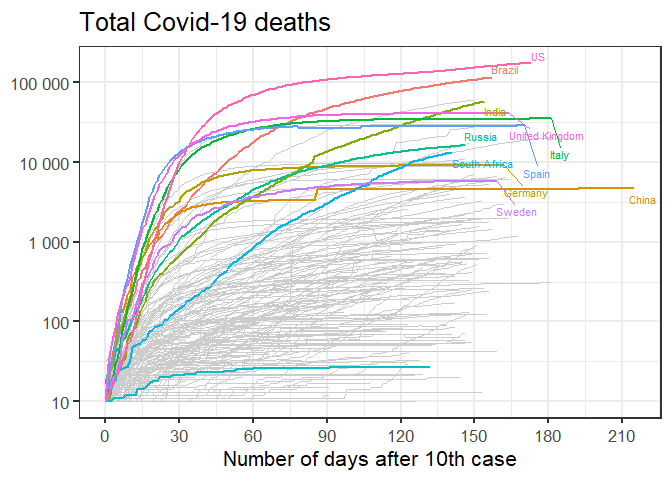 Total Covid-19 deaths
US
Brazil
India
Russia
United Kingdom
Italy
South Africa
Spain
Germany
China
Sweden
100 000
10 000
1 000
100
10
0 30 60 90 120 150 180 210
Number of days after 10th case